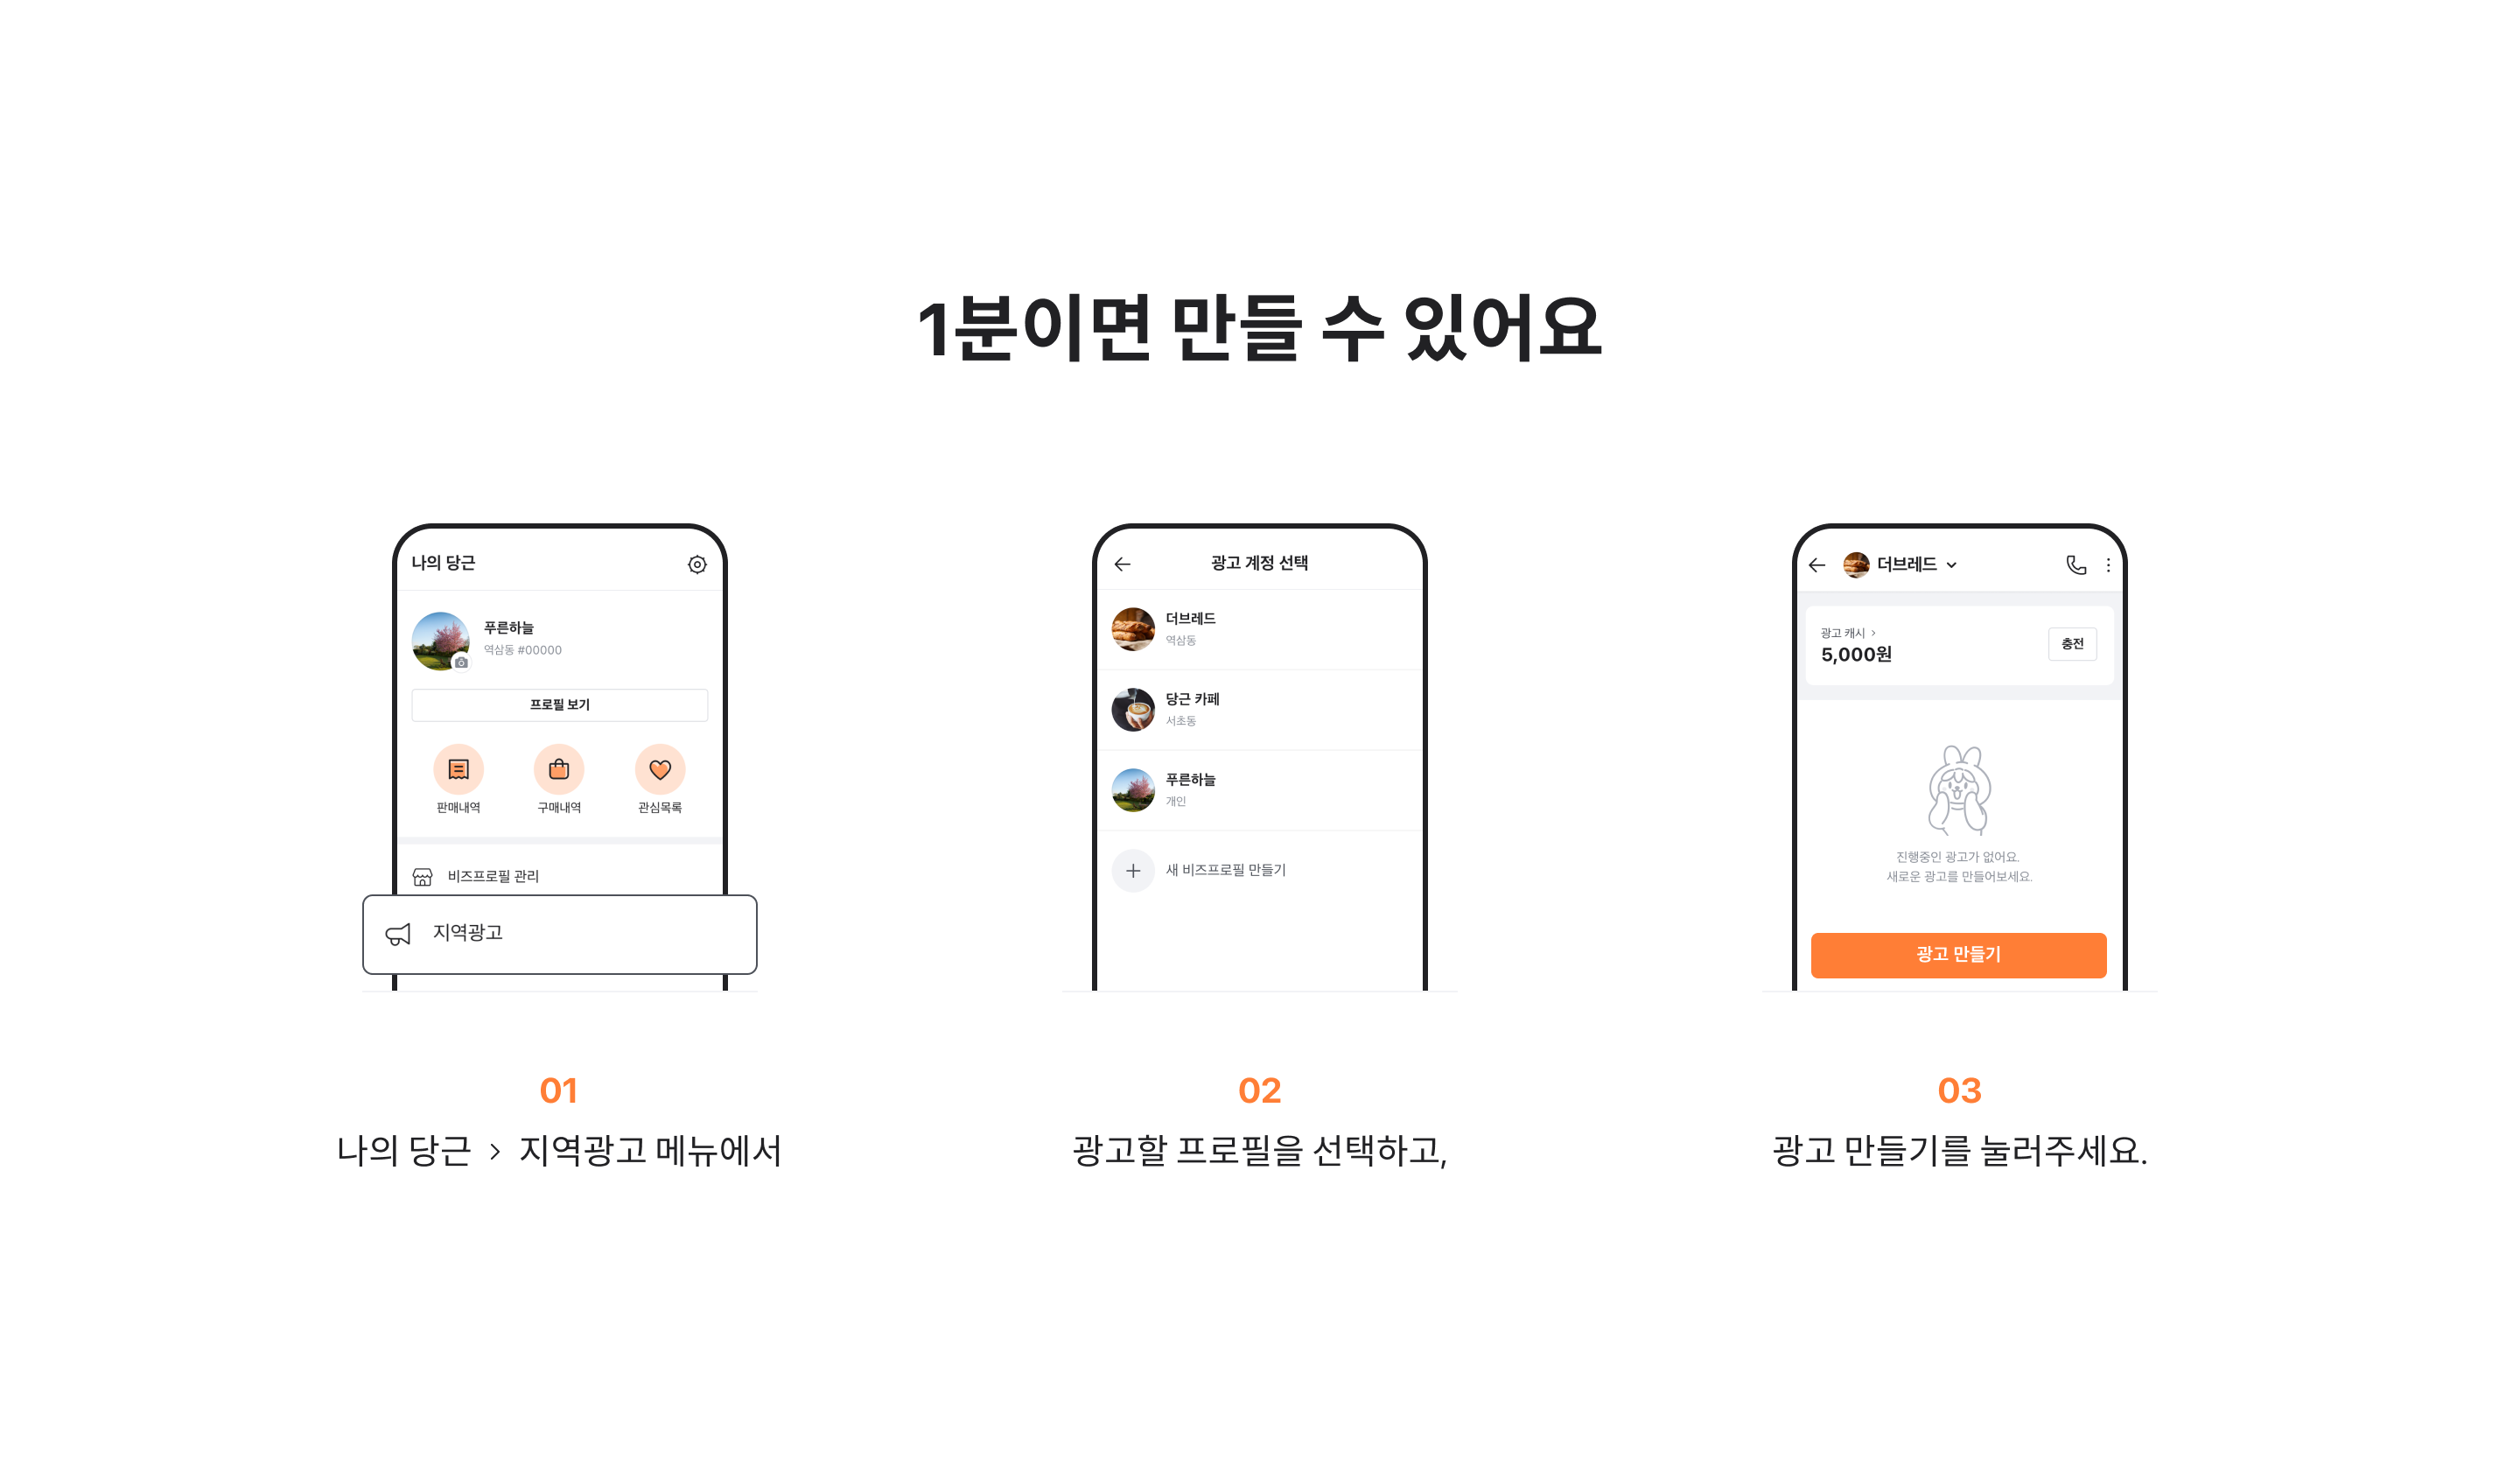 1분이면 만들 수 있어요
나의 당근
푸른하늘
역삼동 #00000
프로필 보기
판매내역 구매내역 관심목록
비즈프로필 관리
지역광고
01
나의 당근 > 지역광고 메뉴에서
광고 계정 선택
더브레드
역삼동
당근 카페
서초동
푸른하늘
개인
새 비즈프로필 만들기
02
광고할 프로필을 선택하고,
더브레드
광고 캐시 >
5,000원
충전
진행중인 광고가 없어요.
새로운 광고를 만들어보세요.
광고 만들기
03
광고 만들기를 눌러주세요.